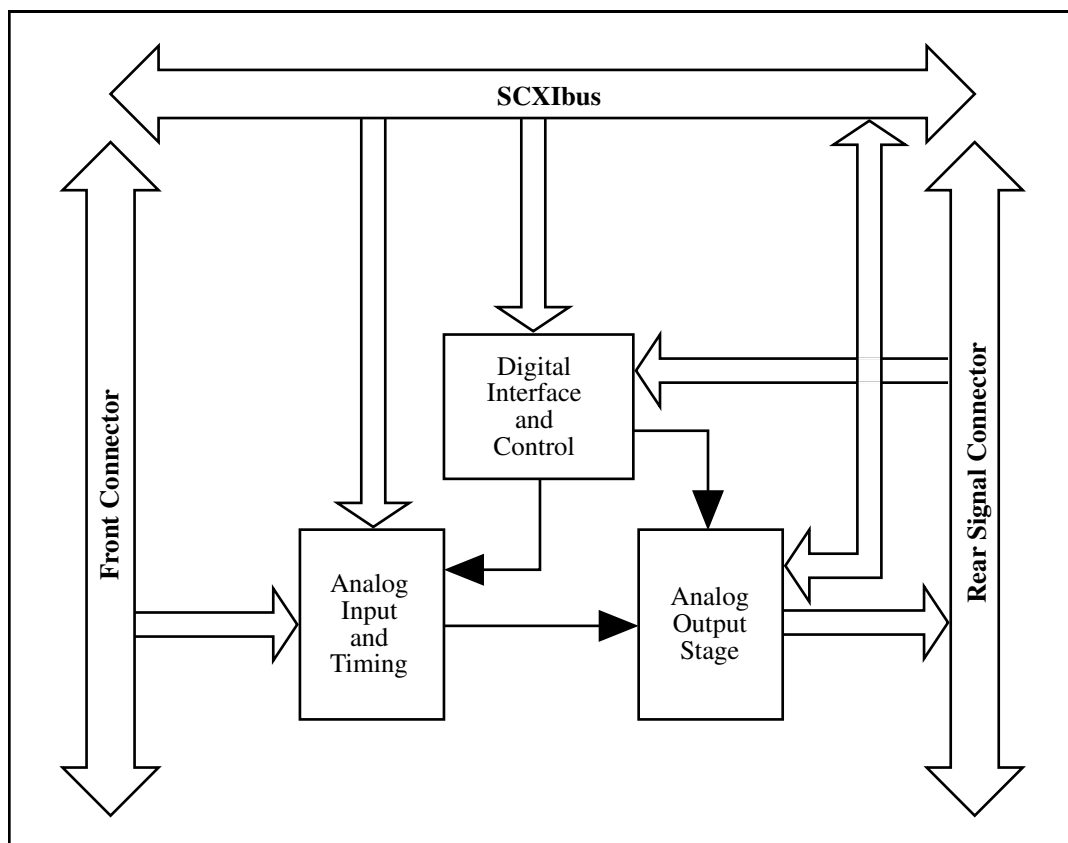 SCXIbus
Front Connector
Digital
Interface
and
Control
Rear Signal Connector
Analog
Input
and
Timing
Analog
Output
Stage